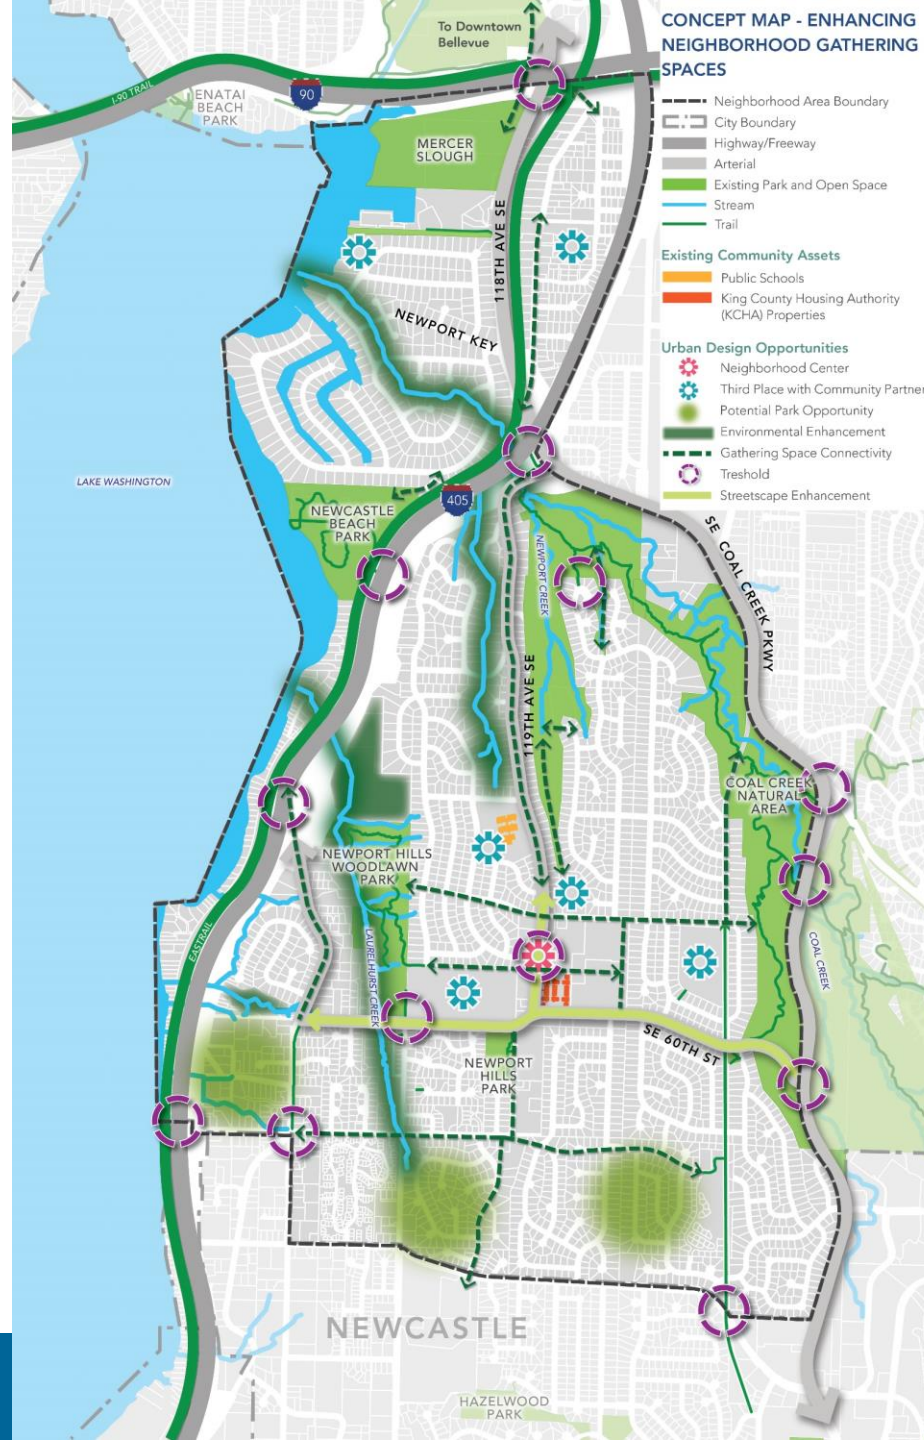 CONCEPT MAP - ENHANCING
NEIGHBORHOOD GATHERING
SPACES
Neighborhood Area Boundary
City Boundary
Highway/Freeway
Arterial
Existing Park and Open Space
Stream
Trail
Existing Community Assets
Public Schools
King County Housing Authority
(KCHA) Properties
Urban Design Opportunities
Neighborhood Center
Third Place with Community Partner
Potential Park Opportunity
Environmental Enhancement
Gathering Space Connectivity
Treshold
Streetscape Enhancement
To Downtown
Bellevue
I-90 TRAIL
ENATAI
BEACH
PARK
90
MERCER
SLOUGH
118TH AVE SE
NEWPORT KEY
LAKE WASHINGTON
405
NEWCASTLE
BEACH
PARK
NEWPORT CREEK
SE COAL CREEK PKWY
119TH AVE SE
COAL CREEK
NATURAL
AREA
NEWPORT HILLS
WOODLAWN
PARK
EASTRAIL
LAURELHURST CREEK
COAL CREEK
SE 60TH ST
NEWPORT
HILLS
PARK
NEWCASTLE
HAZELWOOD
PARK